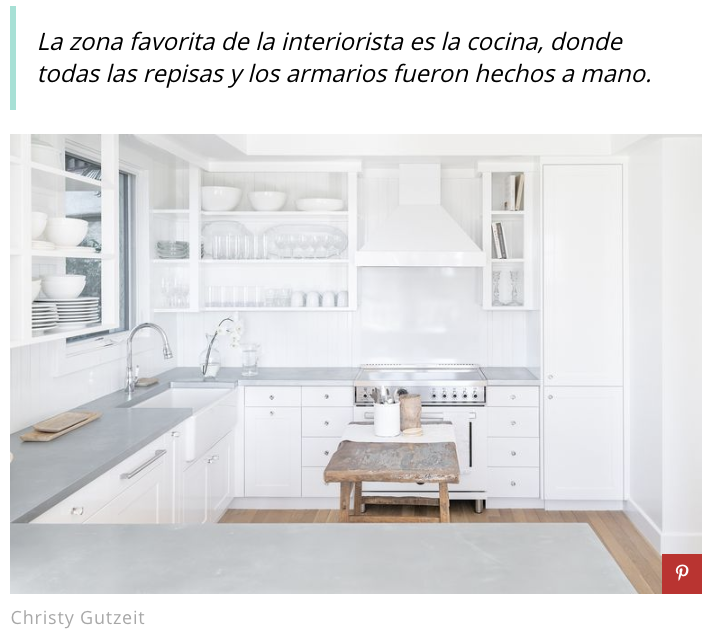 La zona favorita de la interiorista es la cocina, donde
todas las repisas y los armarios fueron hechos a mano.
Christy Gutzeit